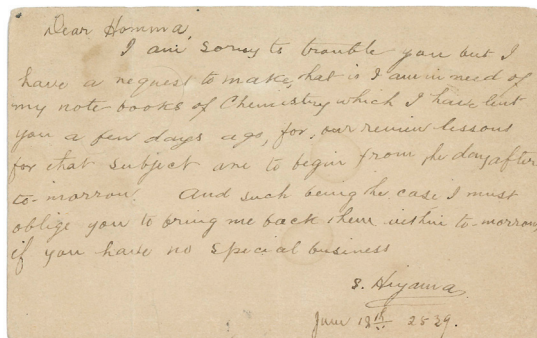 Dear Homma,
I am sorry to trouble you but I
have a request to make, that is I am in need of
my note-books of Chemistry which I have lent
you a few days ago, for, our review lessons
for that subject are to begin from the day after
to-morrow. And such being the case I must
oblige you to bring me back them within to-morrow,
if you have no special business
S. Hiyama
June 18th 2529.